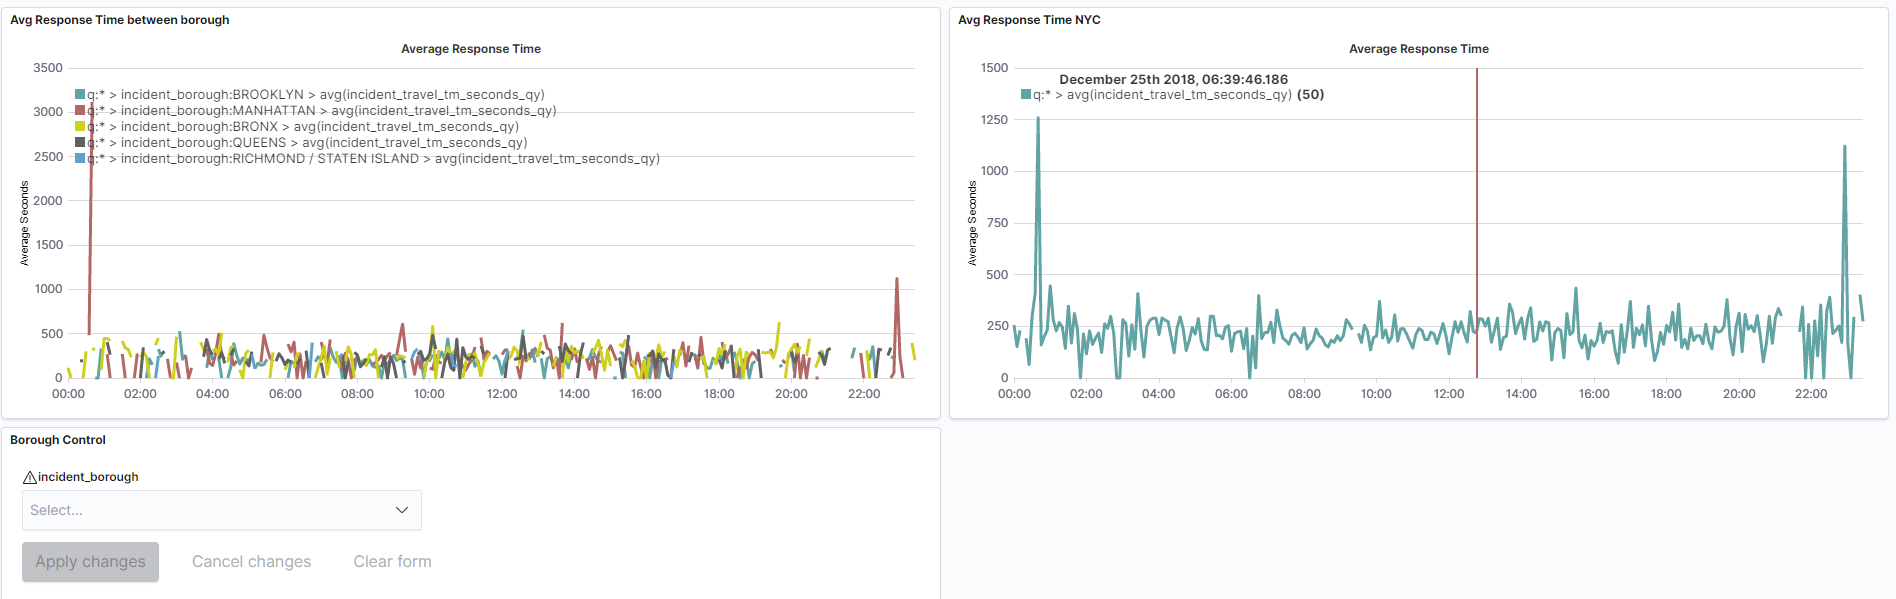 Avg Response Time between borough
Average Response Time
3500
3000
2500
2000
1500
1000
500
0
Average Seconds
q:* > incident_borough:BROOKLYN > avg(incident_travel_tm_seconds_qy)
q:* > incident_borough:MANHATTAN > avg(incident_travel_tm_seconds_qy)
q:* > incident_borough:BRONX > avg(incident_travel_tm_seconds_qy)
q:* > incident_borough:QUEENS > avg(incident_travel_tm_seconds_qy)
q:* > incident_borough:RICHMOND / STATEN ISLAND > avg(incident_travel_tm_seconds_qy)
00:00 02:00 04:00 06:00 08:00 10:00 12:00 14:00 16:00 18:00 20:00 22:00
Avg Response Time NYC
Average Response Time
1500
1250
1000
750
500
250
0
Average Seconds
December 25th 2018, 06:39:46.186
q:* > avg(incident_travel_tm_seconds_qy) (50)
00:00 02:00 04:00 06:00 08:00 10:00 12:00 14:00 16:00 18:00 20:00 22:00
Borough Control
incident_borough
Select...
Apply changes Cancel changes Clear form